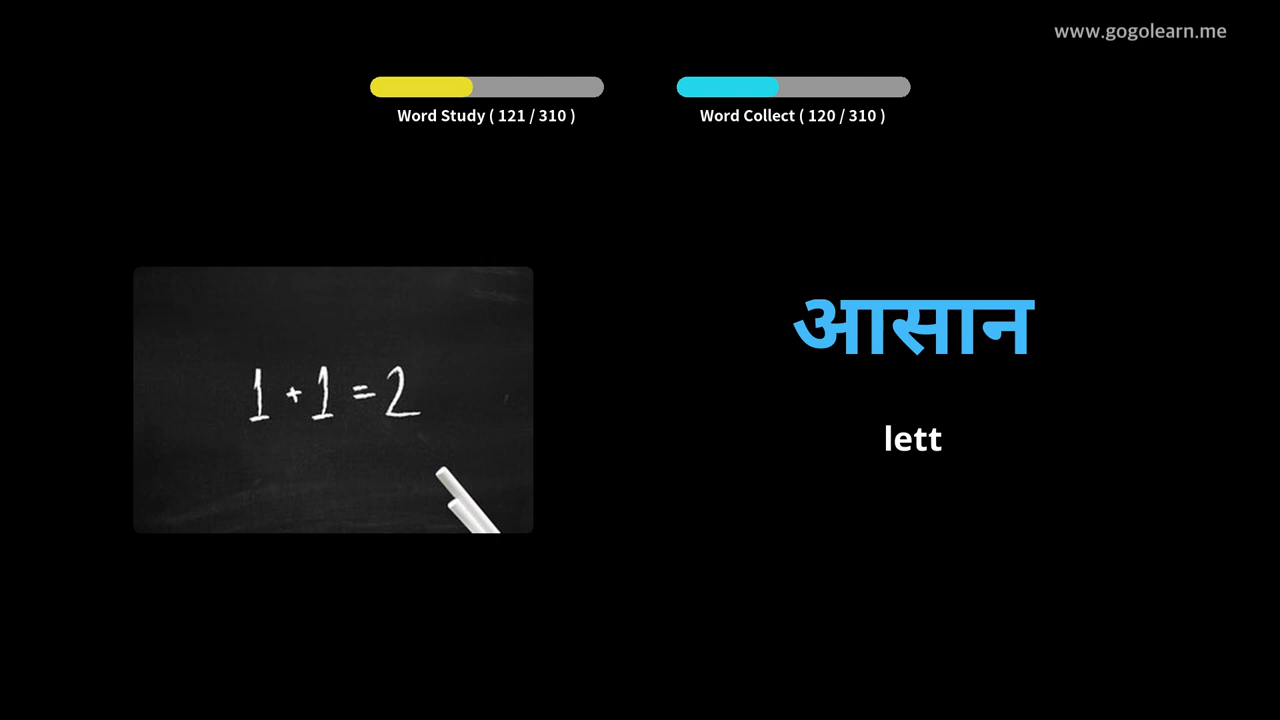 www.gogolearn.me
Word Study ( 121 / 310 )
Word Collect ( 120 / 310 )
1 + 1 = 2
आसान
lett